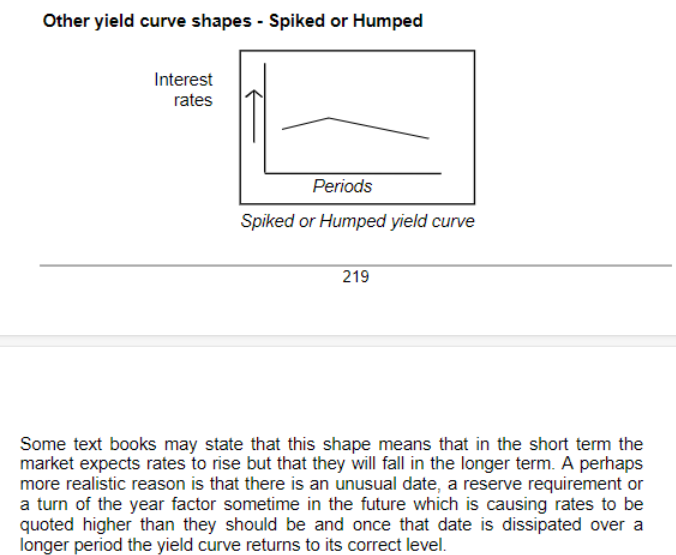 Other yield curve shapes - Spiked or Humped
Interest
rates
Periods
Spiked or Humped yield curve
219
Some text books may state that this shape means that in the short term the
market expects rates to rise but that they will fall in the longer term. A perhaps
more realistic reason is that there is an unusual date, a reserve requirement or
a turn of the year factor sometime in the future which is causing rates to be
quoted higher than they should be and once that date is dissipated over a
longer period the yield curve returns to its correct level.